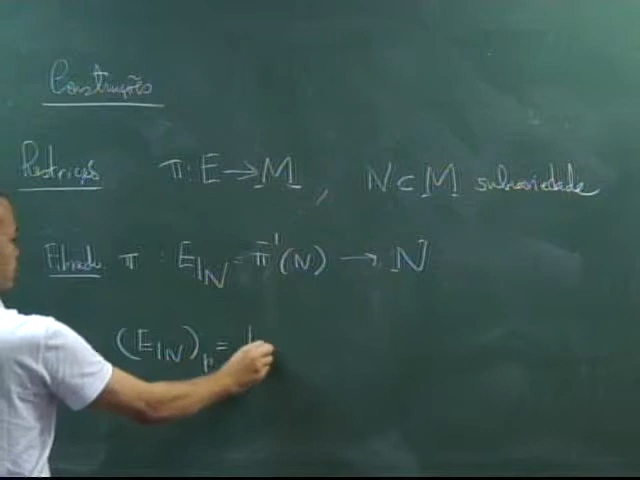 Construções
Restrição π: E → M , N ⊂ M subvariedade
Fibrado π : E|N = π⁻¹(N) → N
(E|N)p =